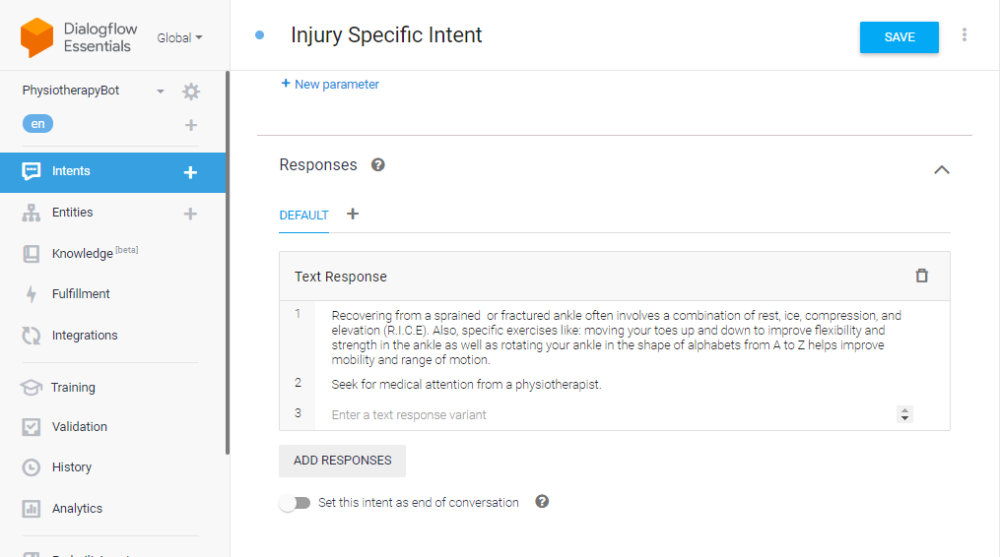 Dialogflow
Essentials
Global
Injury Specific Intent
SAVE
PhysiotherapyBot
en
Intents
Entities
Knowledge [beta]
Fulfillment
Integrations
Training
Validation
History
Analytics
+ New parameter
Responses
DEFAULT
Text Response
1 Recovering from a sprained or fractured ankle often involves a combination of rest, ice, compression, and
elevation (R.I.C.E). Also, specific exercises like: moving your toes up and down to improve flexibility and
strength in the ankle as well as rotating your ankle in the shape of alphabets from A to Z helps improve
mobility and range of motion.
2 Seek for medical attention from a physiotherapist.
3 Enter a text response variant
ADD RESPONSES
Set this intent as end of conversation